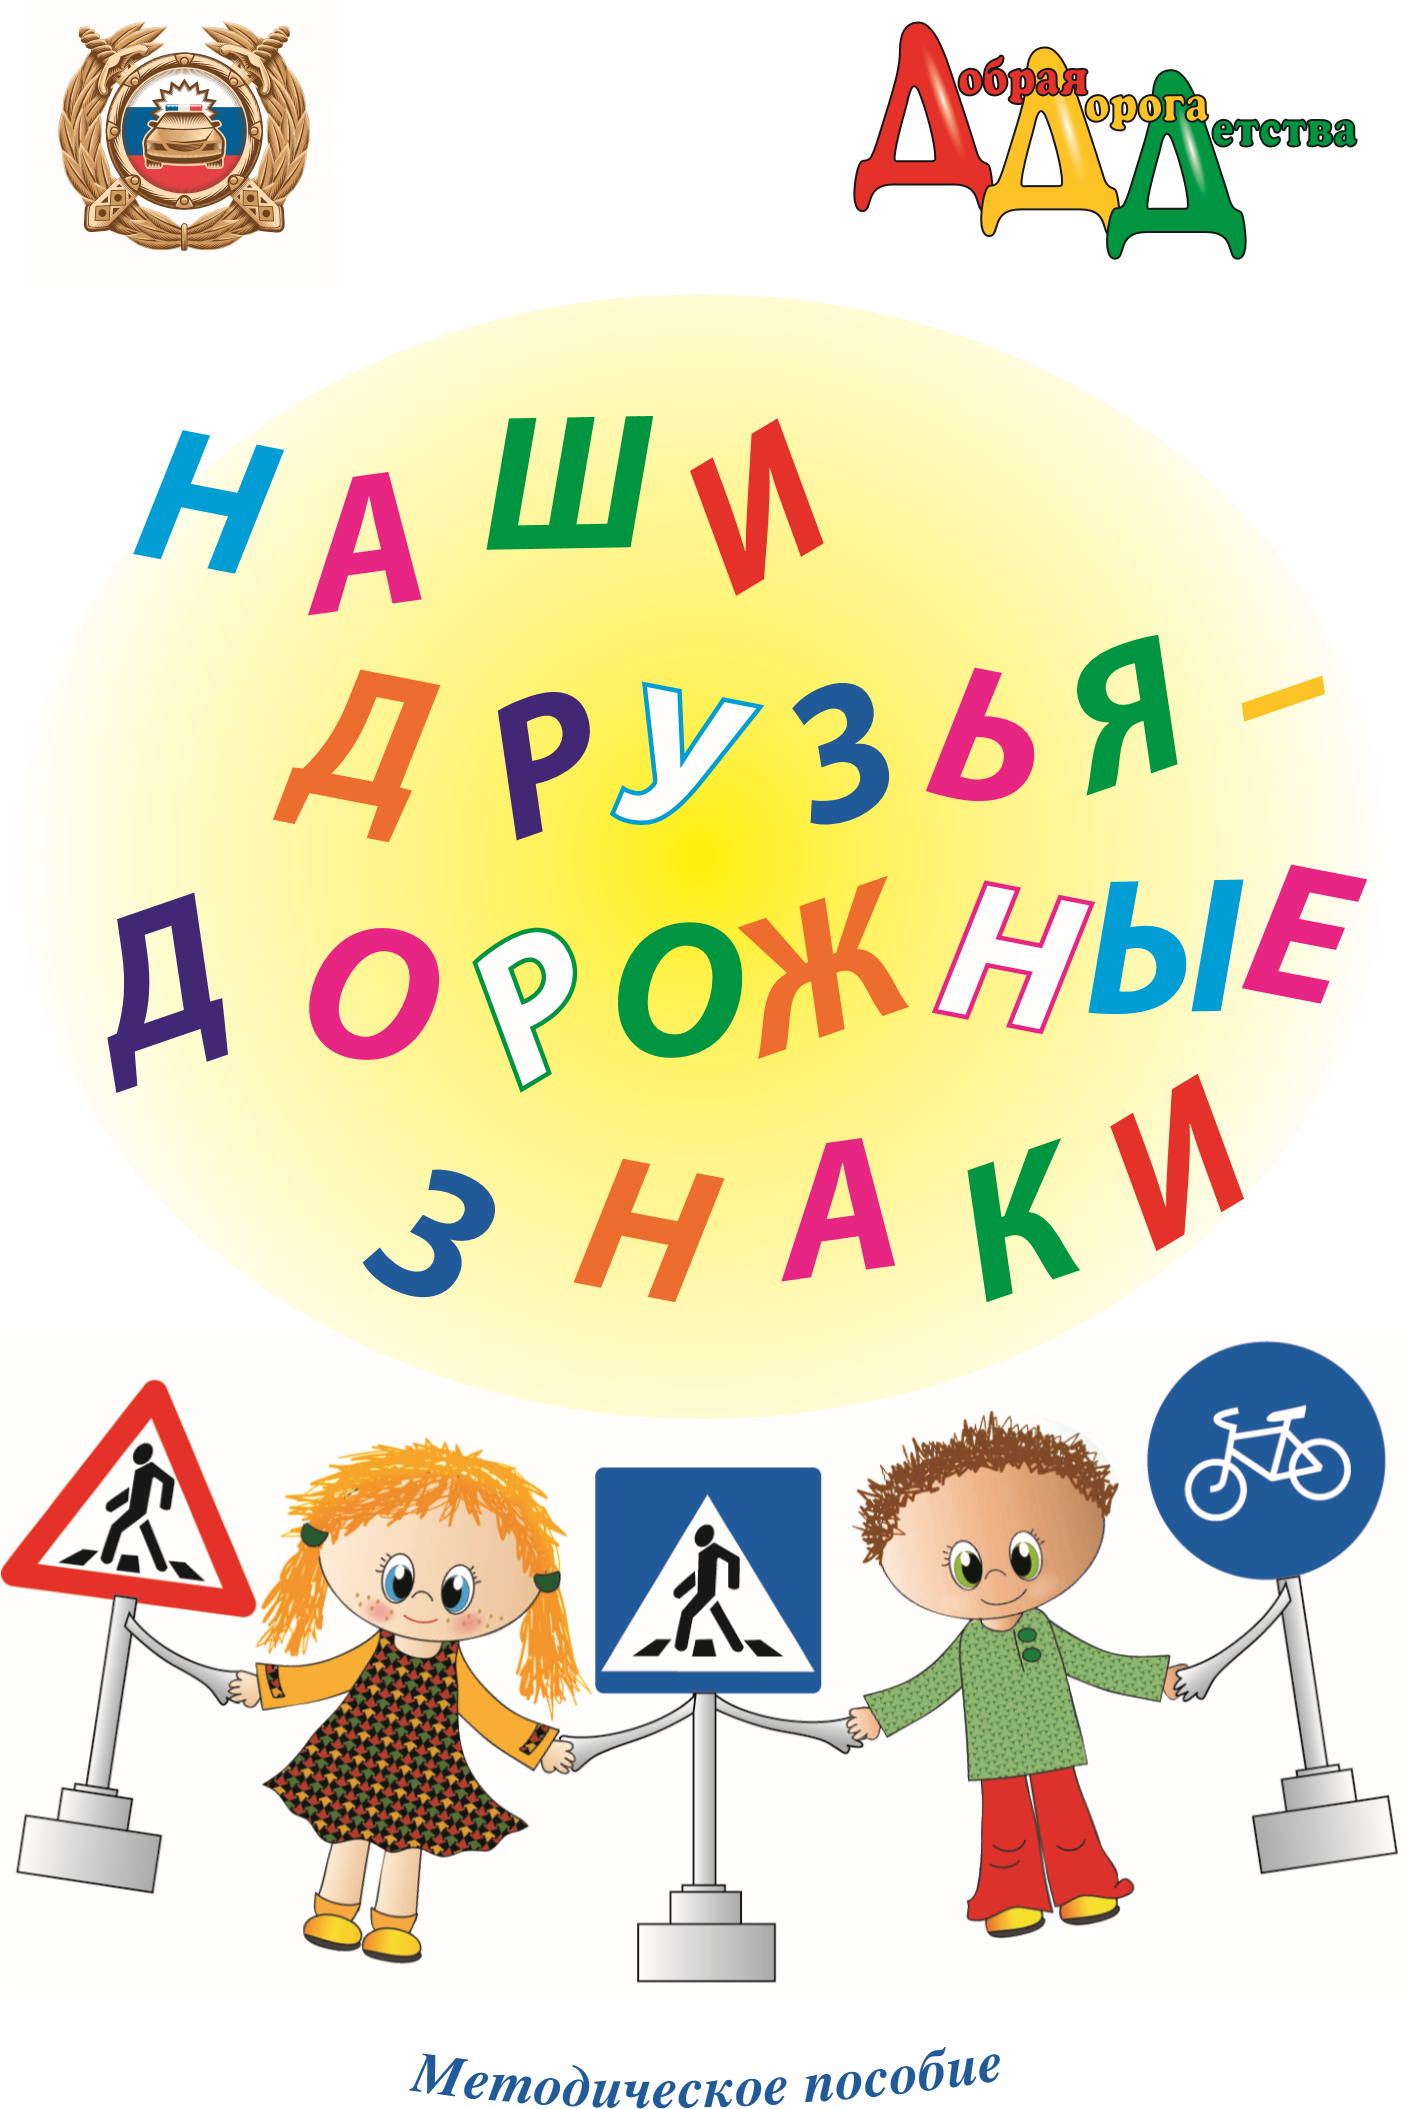 Добрая
Дорога
Детства
НАШИ
ДРУЗЬЯ –
ДОРОЖНЫЕ
ЗНАКИ
Методическое пособие